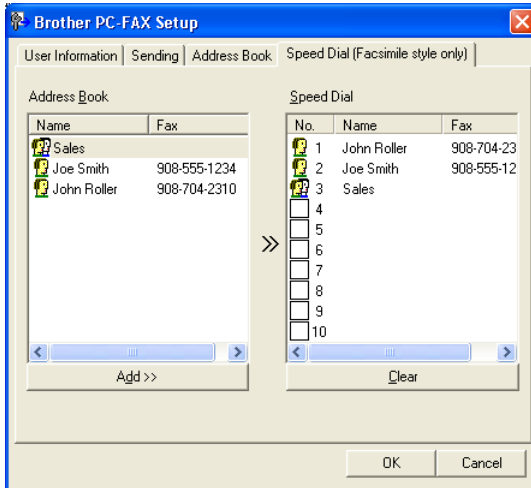 Brother PC-FAX Setup
User Information Sending Address Book Speed Dial (Facsimile style only)
Address Book
Name Fax
Sales
Joe Smith 908-555-1234
John Roller 908-704-2310
Add >>
>>
Speed Dial
No. Name Fax
1 John Roller 908-704-23
2 Joe Smith 908-555-12
3 Sales
4
5
6
7
8
9
10
Clear
OK Cancel